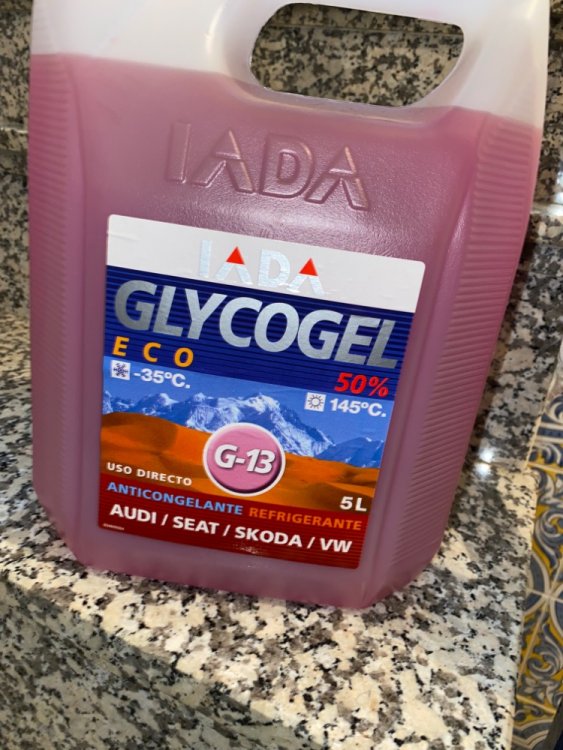 IADA
IADA
GLYCOGEL
ECO 50%
-35ºC. 145ºC.
G-13
USO DIRECTO 5L
ANTICONGELANTE REFRIGERANTE
AUDI / SEAT / SKODA / VW